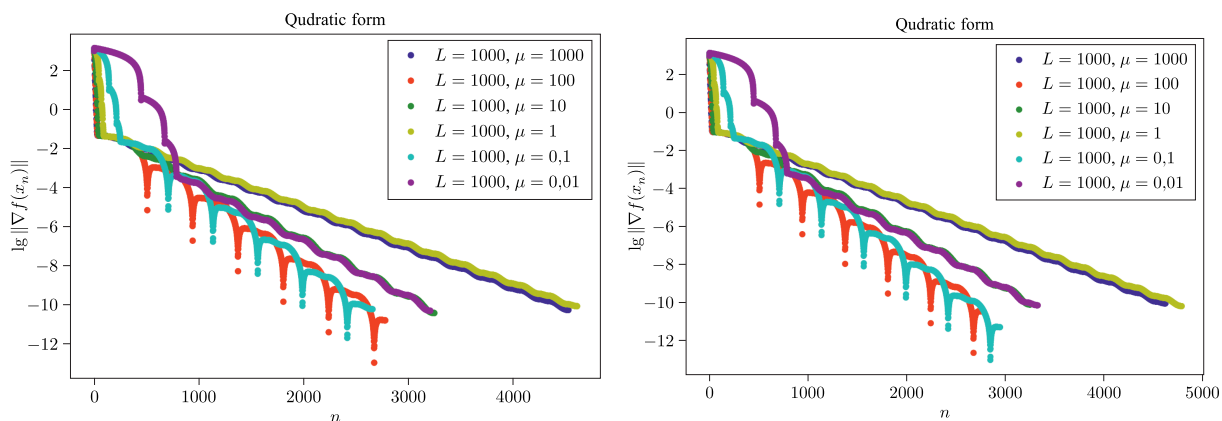 Qudratic form
L = 1000, μ = 1000
L = 1000, μ = 100
L = 1000, μ = 10
L = 1000, μ = 1
L = 1000, μ = 0,1
L = 1000, μ = 0,01
lg ‖∇f(xₙ)‖
2
0
−2
−4
−6
−8
−10
−12
0
1000
2000
3000
4000
n
Qudratic form
L = 1000, μ = 1000
L = 1000, μ = 100
L = 1000, μ = 10
L = 1000, μ = 1
L = 1000, μ = 0,1
L = 1000, μ = 0,01
lg ‖∇f(xₙ)‖
2
0
−2
−4
−6
−8
−10
−12
0
1000
2000
3000
4000
5000
n